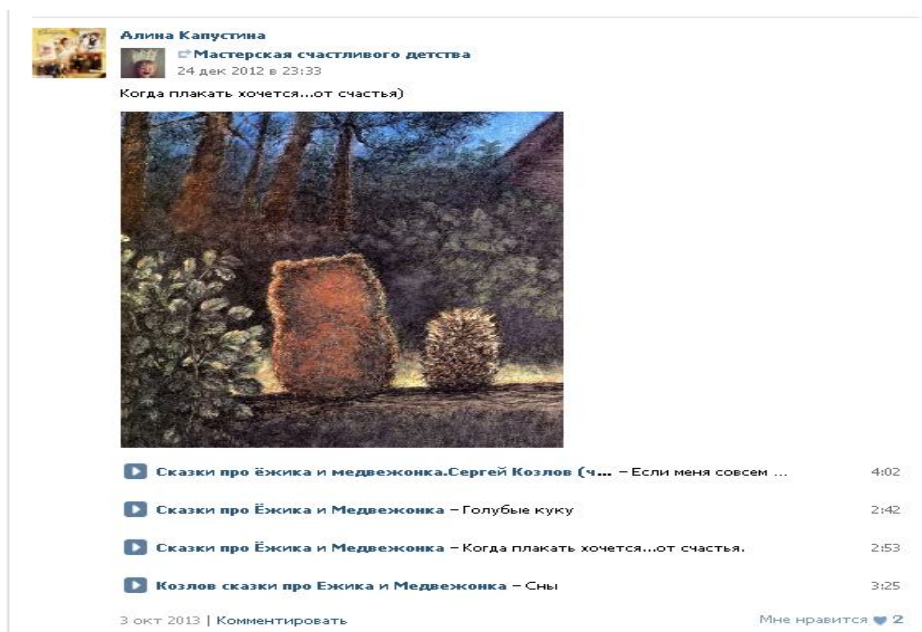 Алина Капустина
Мастерская счастливого детства
24 дек 2012 в 23:33
Когда плакать хочется...от счастья)
Сказки про ёжика и медвежонка.Сергей Козлов (ч... – Если меня совсем ... 4:02
Сказки про Ёжика и Медвежонка – Голубые куку 2:42
Сказки про Ёжика и Медвежонка – Когда плакать хочется...от счастья. 2:53
Козлов сказки про Ежика и Медвежонка – Сны 3:25
3 окт 2013 | Комментировать Мне нравится 2